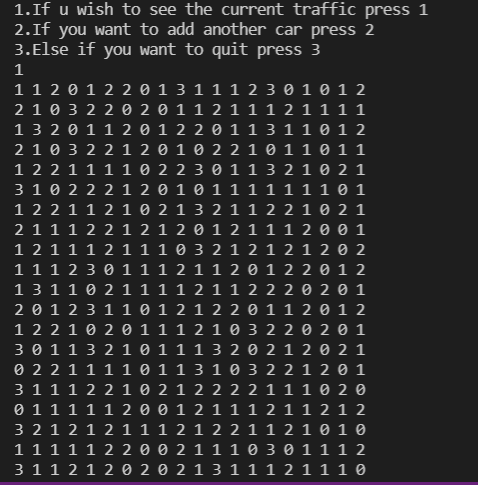 1.If u wish to see the current traffic press 1
2.If you want to add another car press 2
3.Else if you want to quit press 3
1
1 1 2 0 1 2 2 0 1 3 1 1 1 2 3 0 1 0 1 2
2 1 0 3 2 2 0 2 0 1 1 2 1 1 1 2 1 1 1 1
1 3 2 0 1 1 2 0 1 2 2 0 1 1 3 1 1 0 1 2
2 1 0 3 2 2 1 2 0 1 0 2 2 1 0 1 1 0 1 1
1 2 2 1 1 1 1 0 2 2 3 0 1 1 3 2 1 0 2 1
3 1 0 2 2 2 1 2 0 1 0 1 1 1 1 1 1 1 0 1
1 2 2 1 1 2 1 0 2 1 3 2 1 1 2 2 1 0 2 1
2 1 1 1 2 2 1 2 1 2 0 1 2 1 1 1 2 0 0 1
1 2 1 1 1 2 1 1 1 0 3 2 1 2 1 2 1 2 0 2
1 1 1 2 3 0 1 1 1 2 1 1 2 0 1 2 2 0 1 2
1 3 1 1 0 2 1 1 1 1 2 1 1 2 2 2 0 2 0 1
2 0 1 2 3 1 1 0 1 2 1 2 2 0 1 1 2 0 1 2
1 2 2 1 0 2 0 1 1 1 2 1 0 3 2 2 0 2 0 1
3 0 1 1 3 2 1 0 1 1 1 3 2 0 2 1 2 0 2 1
0 2 2 1 1 1 1 0 1 1 3 1 0 3 2 2 1 2 0 1
3 1 1 1 2 2 1 0 2 1 2 2 2 2 1 1 1 0 2 0
0 1 1 1 1 1 2 0 0 1 2 1 1 1 2 1 1 2 1 2
3 2 1 2 1 2 1 1 1 2 1 2 2 1 1 2 1 0 1 0
1 1 1 1 1 2 2 0 0 2 1 1 1 0 3 0 1 1 1 2
3 1 1 2 1 2 0 2 0 2 1 3 1 1 1 2 1 1 1 0